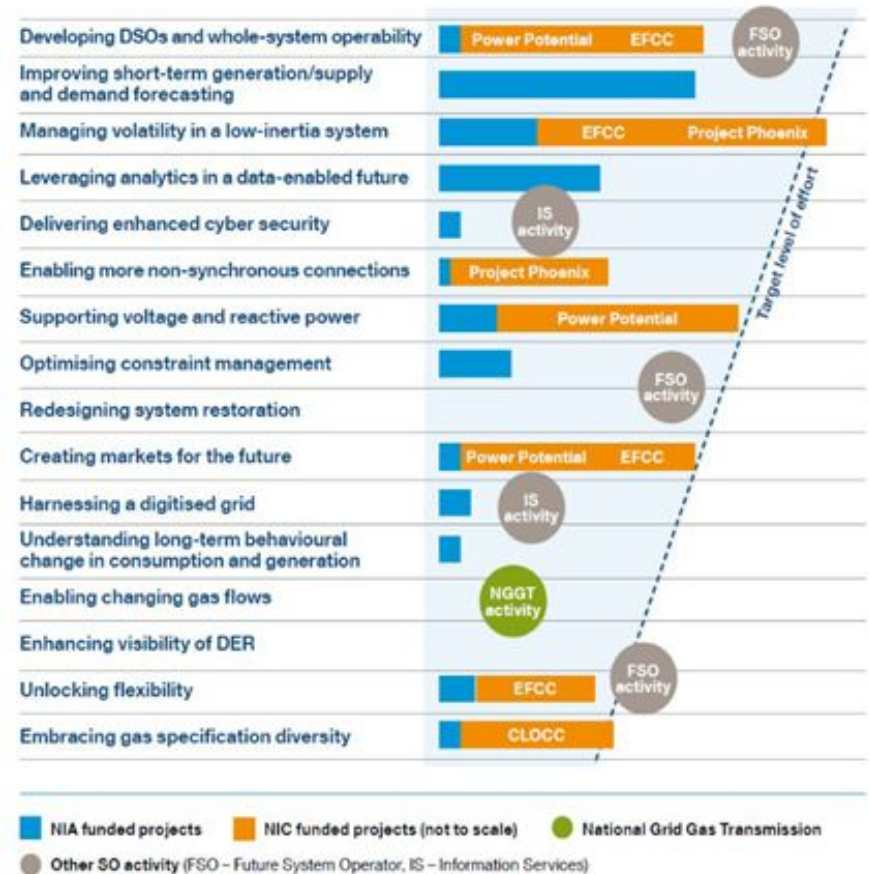 Developing DSOs and whole-system operability
Power Potential EFCC
FSO
activity
Improving short-term generation/supply
and demand forecasting
Managing volatility in a low-inertia system
EFCC Project Phoenix
Leveraging analytics in a data-enabled future
Delivering enhanced cyber security
IS
activity
Enabling more non-synchronous connections
Project Phoenix
Target level of effort
Supporting voltage and reactive power
Power Potential
Optimising constraint management
FSO
activity
Redesigning system restoration
Creating markets for the future
Power Potential EFCC
Harnessing a digitised grid
IS
activity
Understanding long-term behavioural
change in consumption and generation
Enabling changing gas flows
NGGT
activity
Enhancing visibility of DER
Unlocking flexibility
EFCC
FSO
activity
Embracing gas specification diversity
CLOCC
NIA funded projects
NIC funded projects (not to scale)
National Grid Gas Transmission
Other SO activity (FSO – Future System Operator, IS – Information Services)